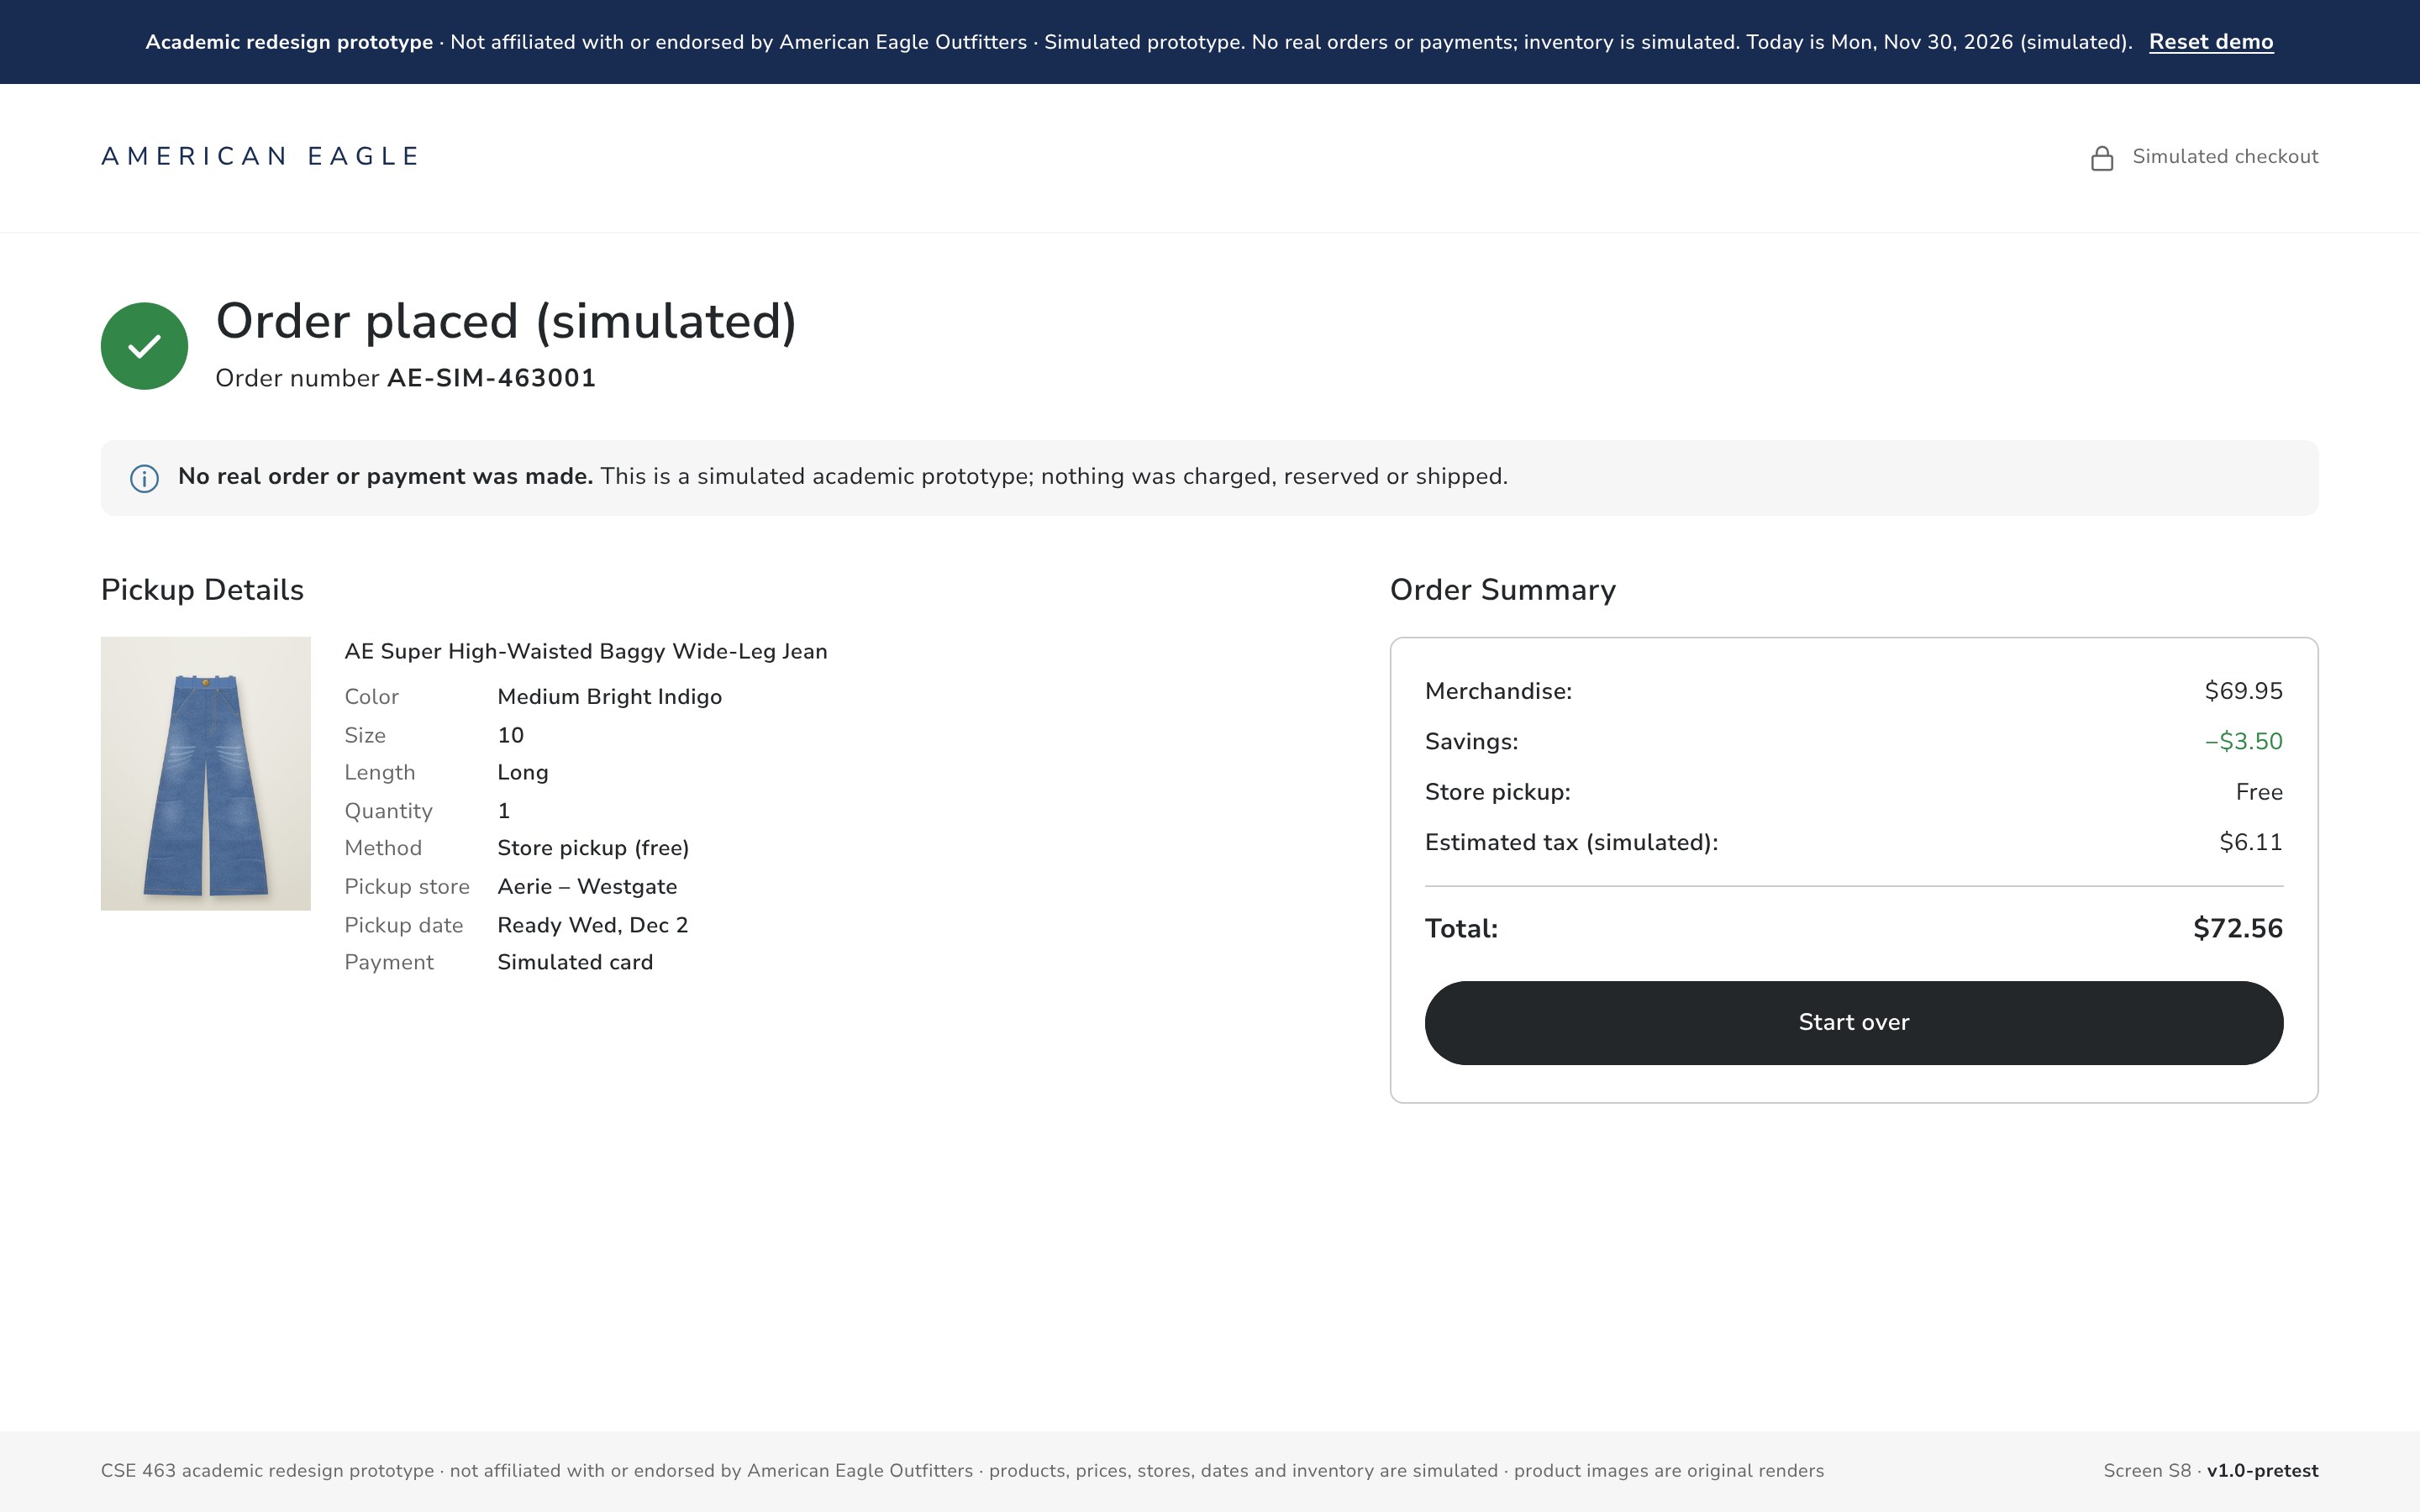 Academic redesign prototype · Not affiliated with or endorsed by American Eagle Outfitters · Simulated prototype. No real orders or payments; inventory is simulated. Today is Mon, Nov 30, 2026 (simulated). Reset demo
AMERICAN EAGLE
Simulated checkout
Order placed (simulated)
Order number AE-SIM-463001
No real order or payment was made. This is a simulated academic prototype; nothing was charged, reserved or shipped.
Pickup Details
AE Super High-Waisted Baggy Wide-Leg Jean
Color Medium Bright Indigo
Size 10
Length Long
Quantity 1
Method Store pickup (free)
Pickup store Aerie – Westgate
Pickup date Ready Wed, Dec 2
Payment Simulated card
Order Summary
Merchandise: $69.95
Savings: –$3.50
Store pickup: Free
Estimated tax (simulated): $6.11
Total: $72.56
Start over
CSE 463 academic redesign prototype · not affiliated with or endorsed by American Eagle Outfitters · products, prices, stores, dates and inventory are simulated · product images are original renders
Screen S8 · v1.0-pretest